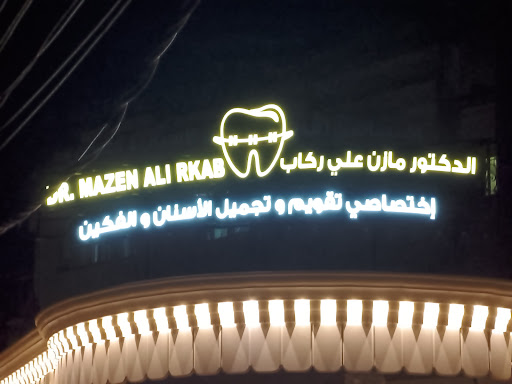 DR. MAZEN ALI RKAB الدكتور مازن علي ركاب
إختصاصي تقويم و تجميل الأسنان و الفكين